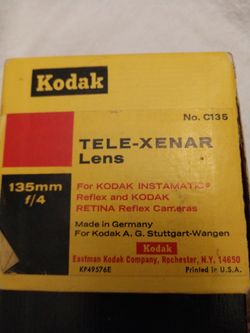 Kodak
No. C135
TELE-XENAR
Lens
135mm
f/4
For KODAK INSTAMATIC®
Reflex and KODAK
RETINA Reflex Cameras
Made in Germany
For Kodak A. G. Stuttgart-Wangen
Kodak
Eastman Kodak Company, Rochester, N.Y. 14650
KP49576E
Printed in U.S.A.